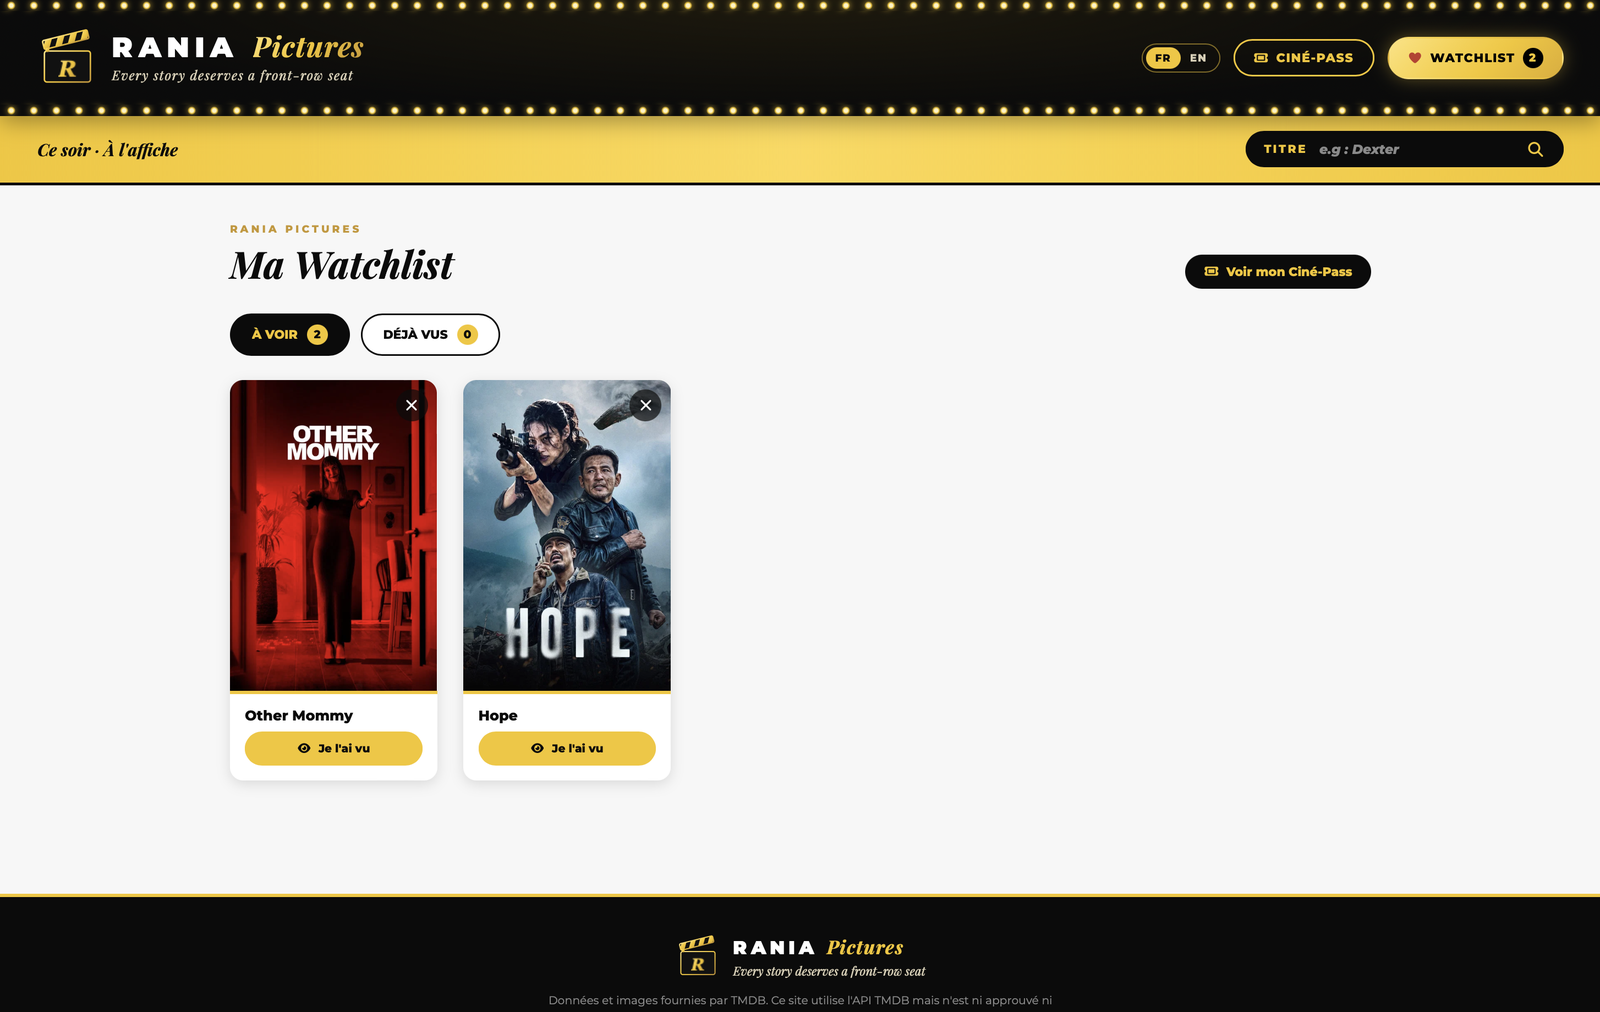 R
RANIA Pictures
Every story deserves a front-row seat
FR EN
CINÉ-PASS
WATCHLIST 2
Ce soir · À l'affiche
TITRE e.g : Dexter
RANIA PICTURES
Ma Watchlist
Voir mon Ciné-Pass
À VOIR 2
DÉJÀ VUS 0
OTHER
MOMMY
HOPE
Other Mommy
Je l'ai vu
Hope
Je l'ai vu
R
RANIA Pictures
Every story deserves a front-row seat
Données et images fournies par TMDB. Ce site utilise l'API TMDB mais n'est ni approuvé ni